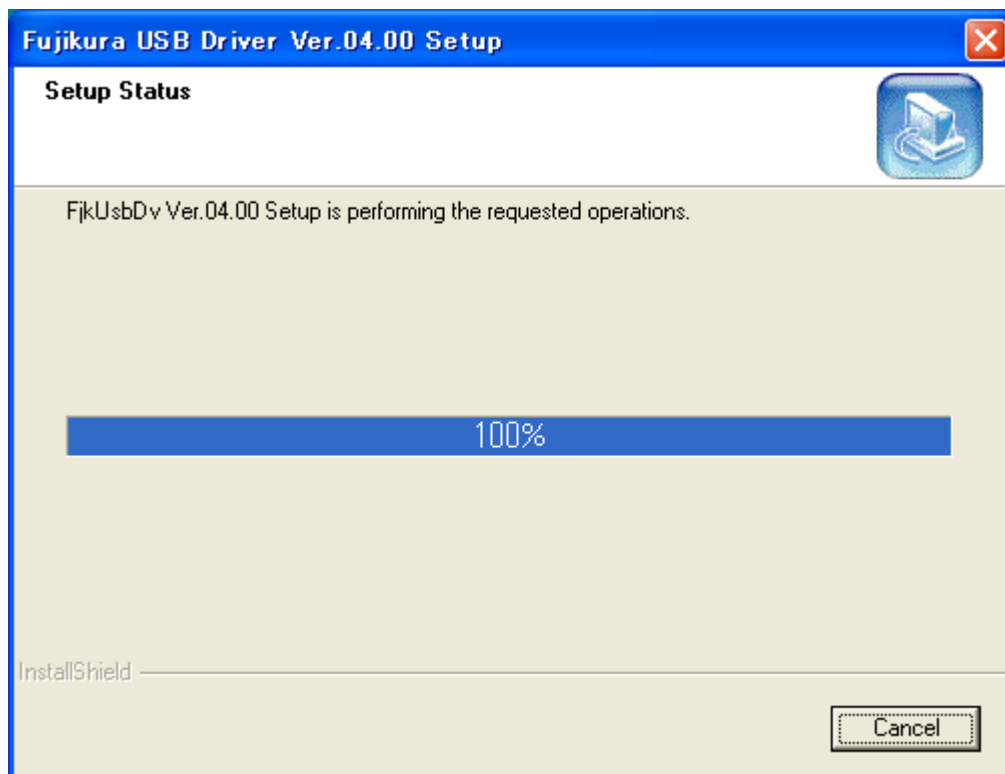 Fujikura USB Driver Ver.04.00 Setup
Setup Status
FjkUsbDv Ver.04.00 Setup is performing the requested operations.
100%
InstallShield
Cancel